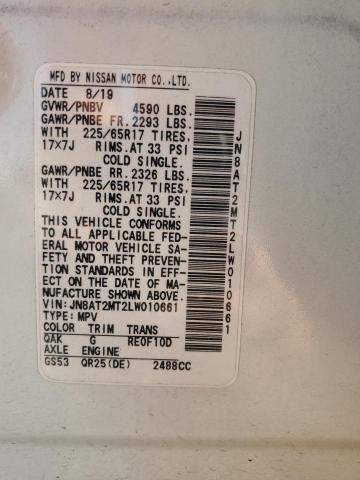 MFD BY NISSAN MOTOR CO.,LTD.
DATE 8/19
GVWR/PNBV 4590 LBS.
GAWR/PNBE FR. 2293 LBS.
WITH 225/65R17 TIRES.
17×7J RIMS. AT 33 PSI
COLD SINGLE.
GAWR/PNBE RR. 2326 LBS.
WITH 225/65R17 TIRES.
17×7J RIMS. AT 33 PSI
COLD SINGLE.
THIS VEHICLE CONFORMS
TO ALL APPLICABLE FED-
ERAL MOTOR VEHICLE SA-
FETY AND THEFT PREVEN-
TION STANDARDS IN EFF-
ECT ON THE DATE OF MA-
NUFACTURE SHOWN ABOVE.
VIN: JN8AT2MT2LW010661
TYPE: MPV
COLOR TRIM TRANS
QAK G RE0F10D
AXLE ENGINE
GS53 QR25(DE) 2488CC
JN8AT2MT2LW010661